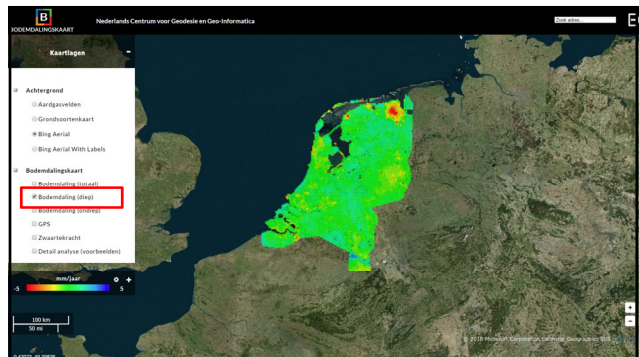 B
BODEMDALINGSKAART
Nederlands Centrum voor Geodesie en Geo-Informatica
Zoek adres...
Kaartlagen
Achtergrond
Aardgasvelden
Grondsoortenkaart
Bing Aerial
Bing Aerial With Labels
Bodemdalingskaart
Bodemdaling (totaal)
Bodemdaling (diep)
Bodemdaling (ondiep)
GPS
Zwaartekracht
Detail analyse (voorbeelden)
mm/jaar
-5 5
100 km
50 mi
© 2018 Microsoft Corporation, Earthstar Geographics SIO